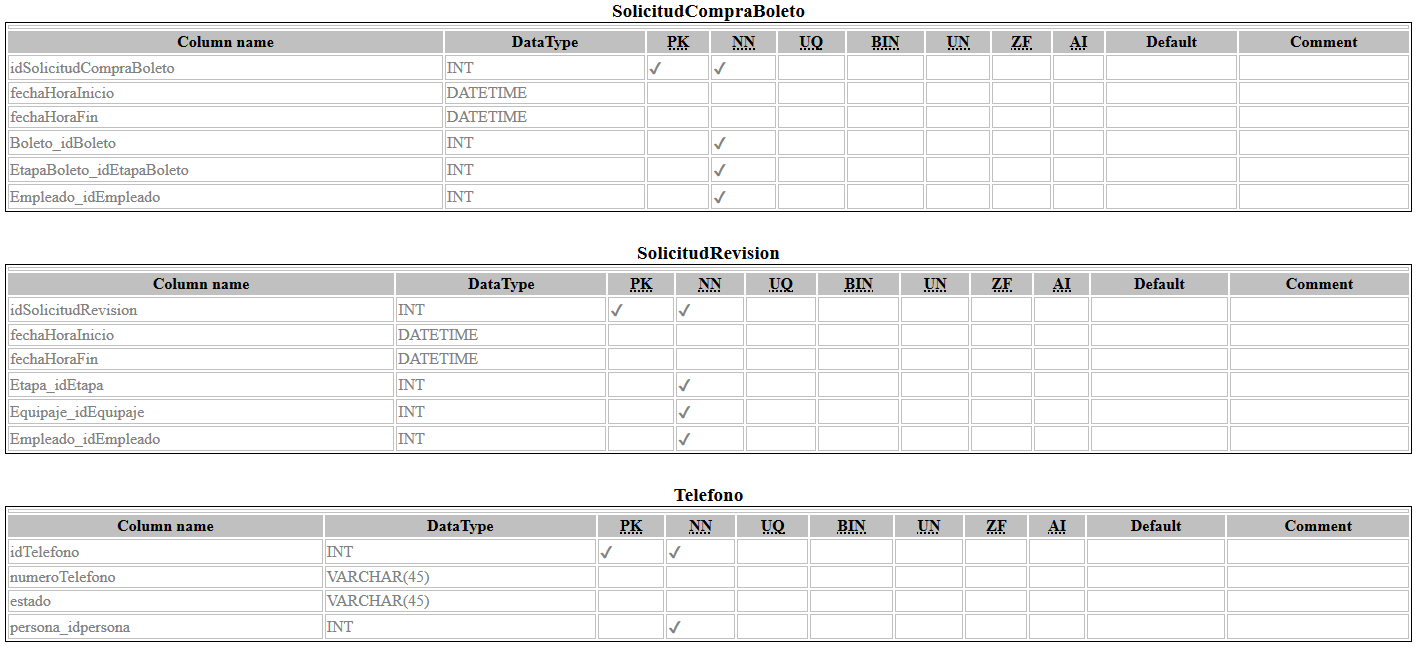 SolicitudCompraBoleto
Column name DataType PK NN UQ BIN UN ZF AI Default Comment
idSolicitudCompraBoleto INT ✓ ✓
fechaHoraInicio DATETIME
fechaHoraFin DATETIME
Boleto_idBoleto INT ✓
EtapaBoleto_idEtapaBoleto INT ✓
Empleado_idEmpleado INT ✓
SolicitudRevision
Column name DataType PK NN UQ BIN UN ZF AI Default Comment
idSolicitudRevision INT ✓ ✓
fechaHoraInicio DATETIME
fechaHoraFin DATETIME
Etapa_idEtapa INT ✓
Equipaje_idEquipaje INT ✓
Empleado_idEmpleado INT ✓
Telefono
Column name DataType PK NN UQ BIN UN ZF AI Default Comment
idTelefono INT ✓ ✓
numeroTelefono VARCHAR(45)
estado VARCHAR(45)
persona_idpersona INT ✓